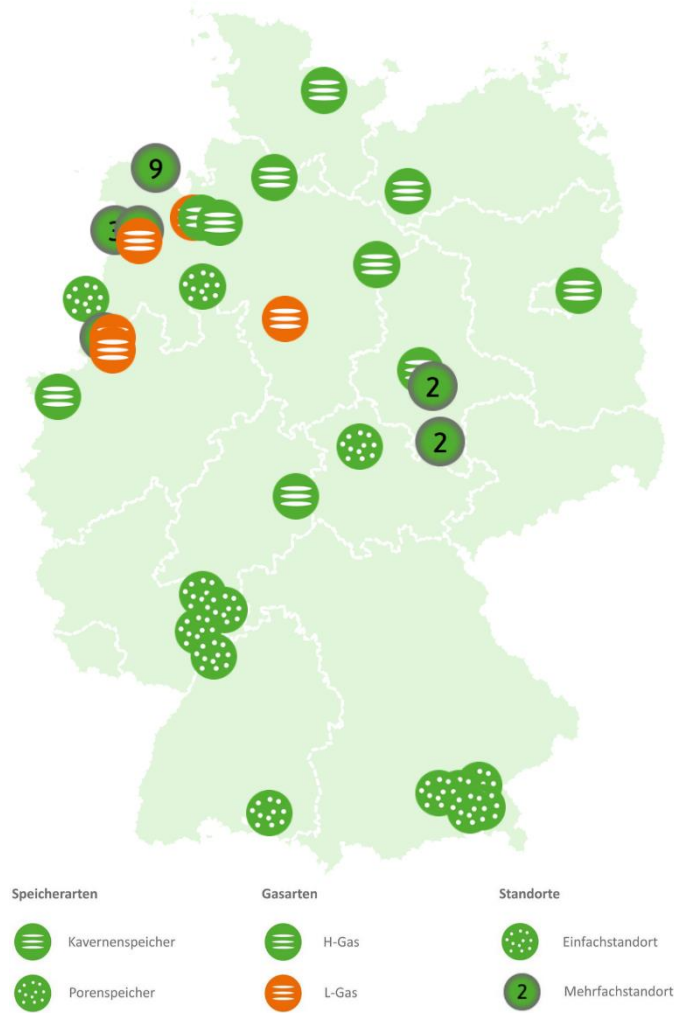 9
3
2
2
Speicherarten Gasarten Standorte
Kavernenspeicher H-Gas Einfachstandort
Porenspeicher L-Gas 2 Mehrfachstandort